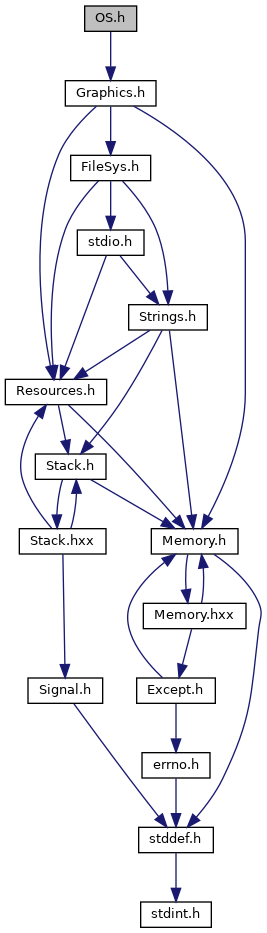 OS.h
Graphics.h
FileSys.h
stdio.h
Strings.h
Resources.h
Stack.h
Stack.hxx
Memory.h
Memory.hxx
Signal.h
Except.h
errno.h
stddef.h
stdint.h